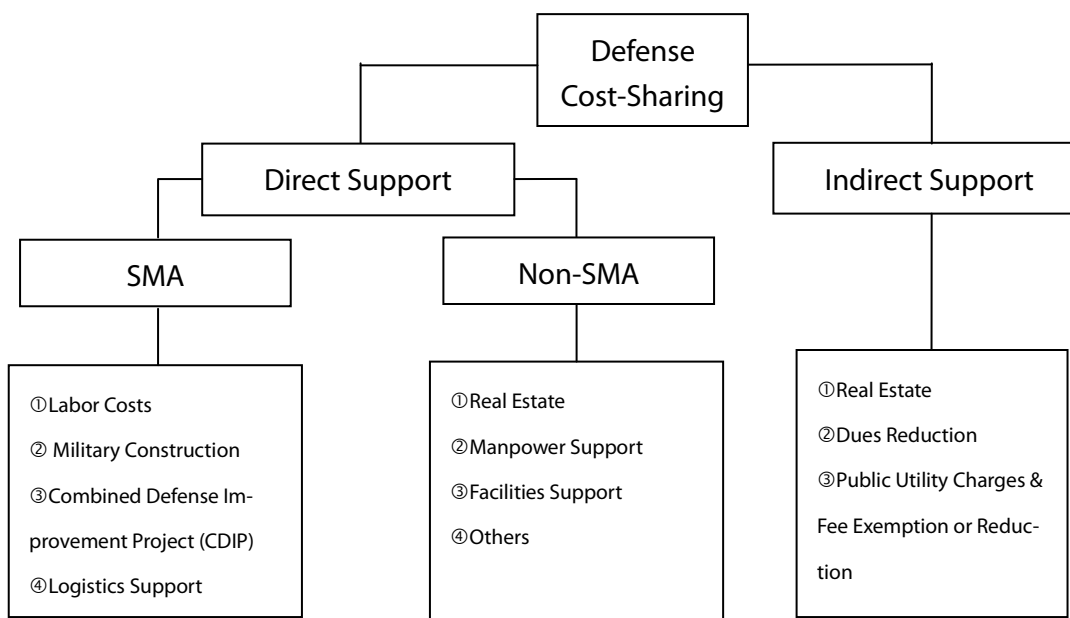 Defense
Cost-Sharing
Direct Support
Indirect Support
SMA
Non-SMA
①Labor Costs
② Military Construction
③Combined Defense Im-
provement Project (CDIP)
④Logistics Support
①Real Estate
②Manpower Support
③Facilities Support
④Others
①Real Estate
②Dues Reduction
③Public Utility Charges &
Fee Exemption or Reduc-
tion